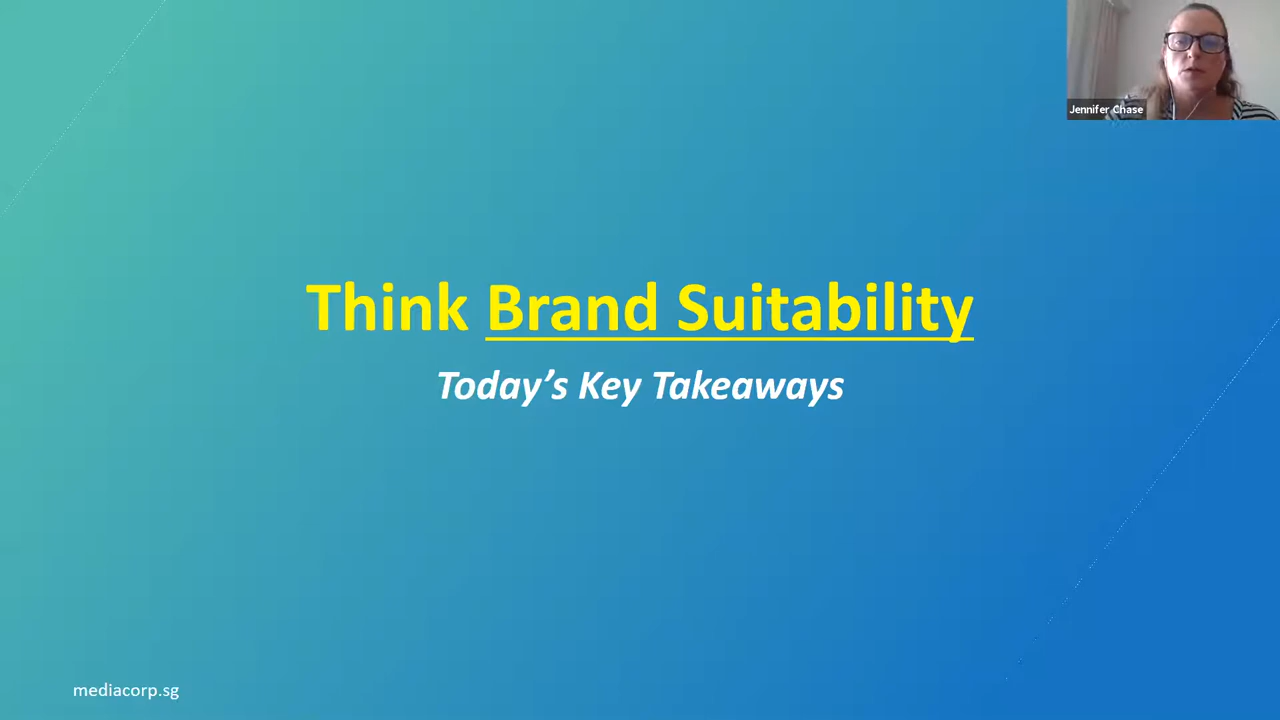 Jennifer Chase
Think Brand Suitability
Today's Key Takeaways
mediacorp.sg